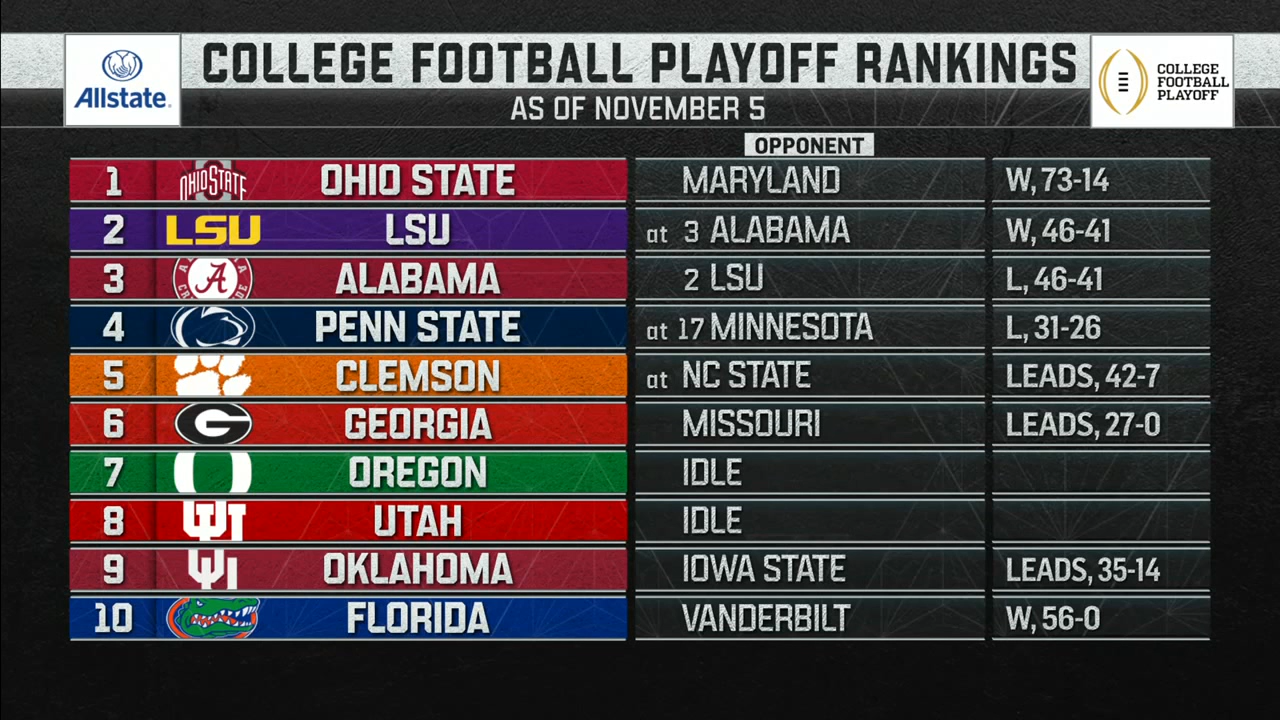 Allstate.
COLLEGE FOOTBALL PLAYOFF RANKINGS
COLLEGE
FOOTBALL
PLAYOFF
AS OF NOVEMBER 5
OPPONENT
1 OHIO STATE OHIO STATE MARYLAND W, 73-14
2 LSU LSU at 3 ALABAMA W, 46-41
3 A ALABAMA 2 LSU L, 46-41
4 PENN STATE at 17 MINNESOTA L, 31-26
5 CLEMSON at NC STATE LEADS, 42-7
6 G GEORGIA MISSOURI LEADS, 27-0
7 O OREGON IDLE
8 UTAH IDLE
9 OKLAHOMA IOWA STATE LEADS, 35-14
10 FLORIDA VANDERBILT W, 56-0